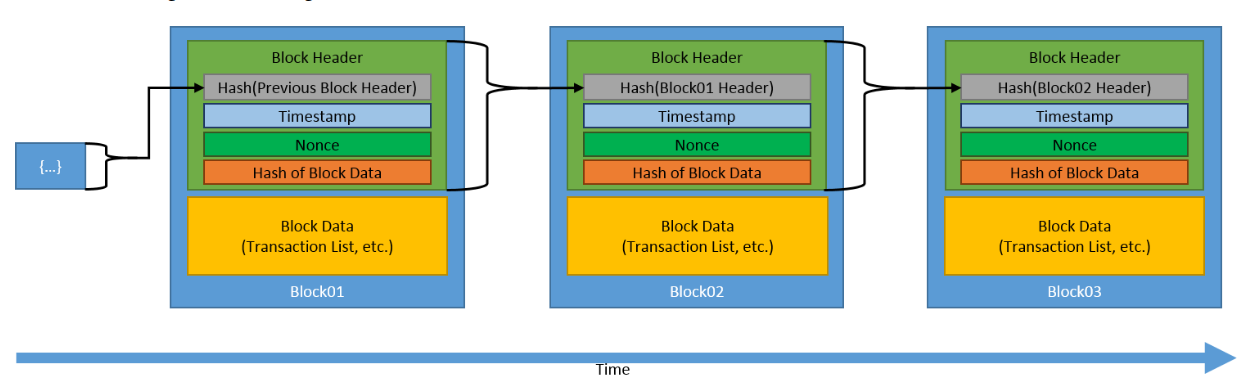 {...}
Block Header
Hash(Previous Block Header)
Timestamp
Nonce
Hash of Block Data
Block Data
(Transaction List, etc.)
Block01
Block Header
Hash(Block01 Header)
Timestamp
Nonce
Hash of Block Data
Block Data
(Transaction List, etc.)
Block02
Block Header
Hash(Block02 Header)
Timestamp
Nonce
Hash of Block Data
Block Data
(Transaction List, etc.)
Block03
Time